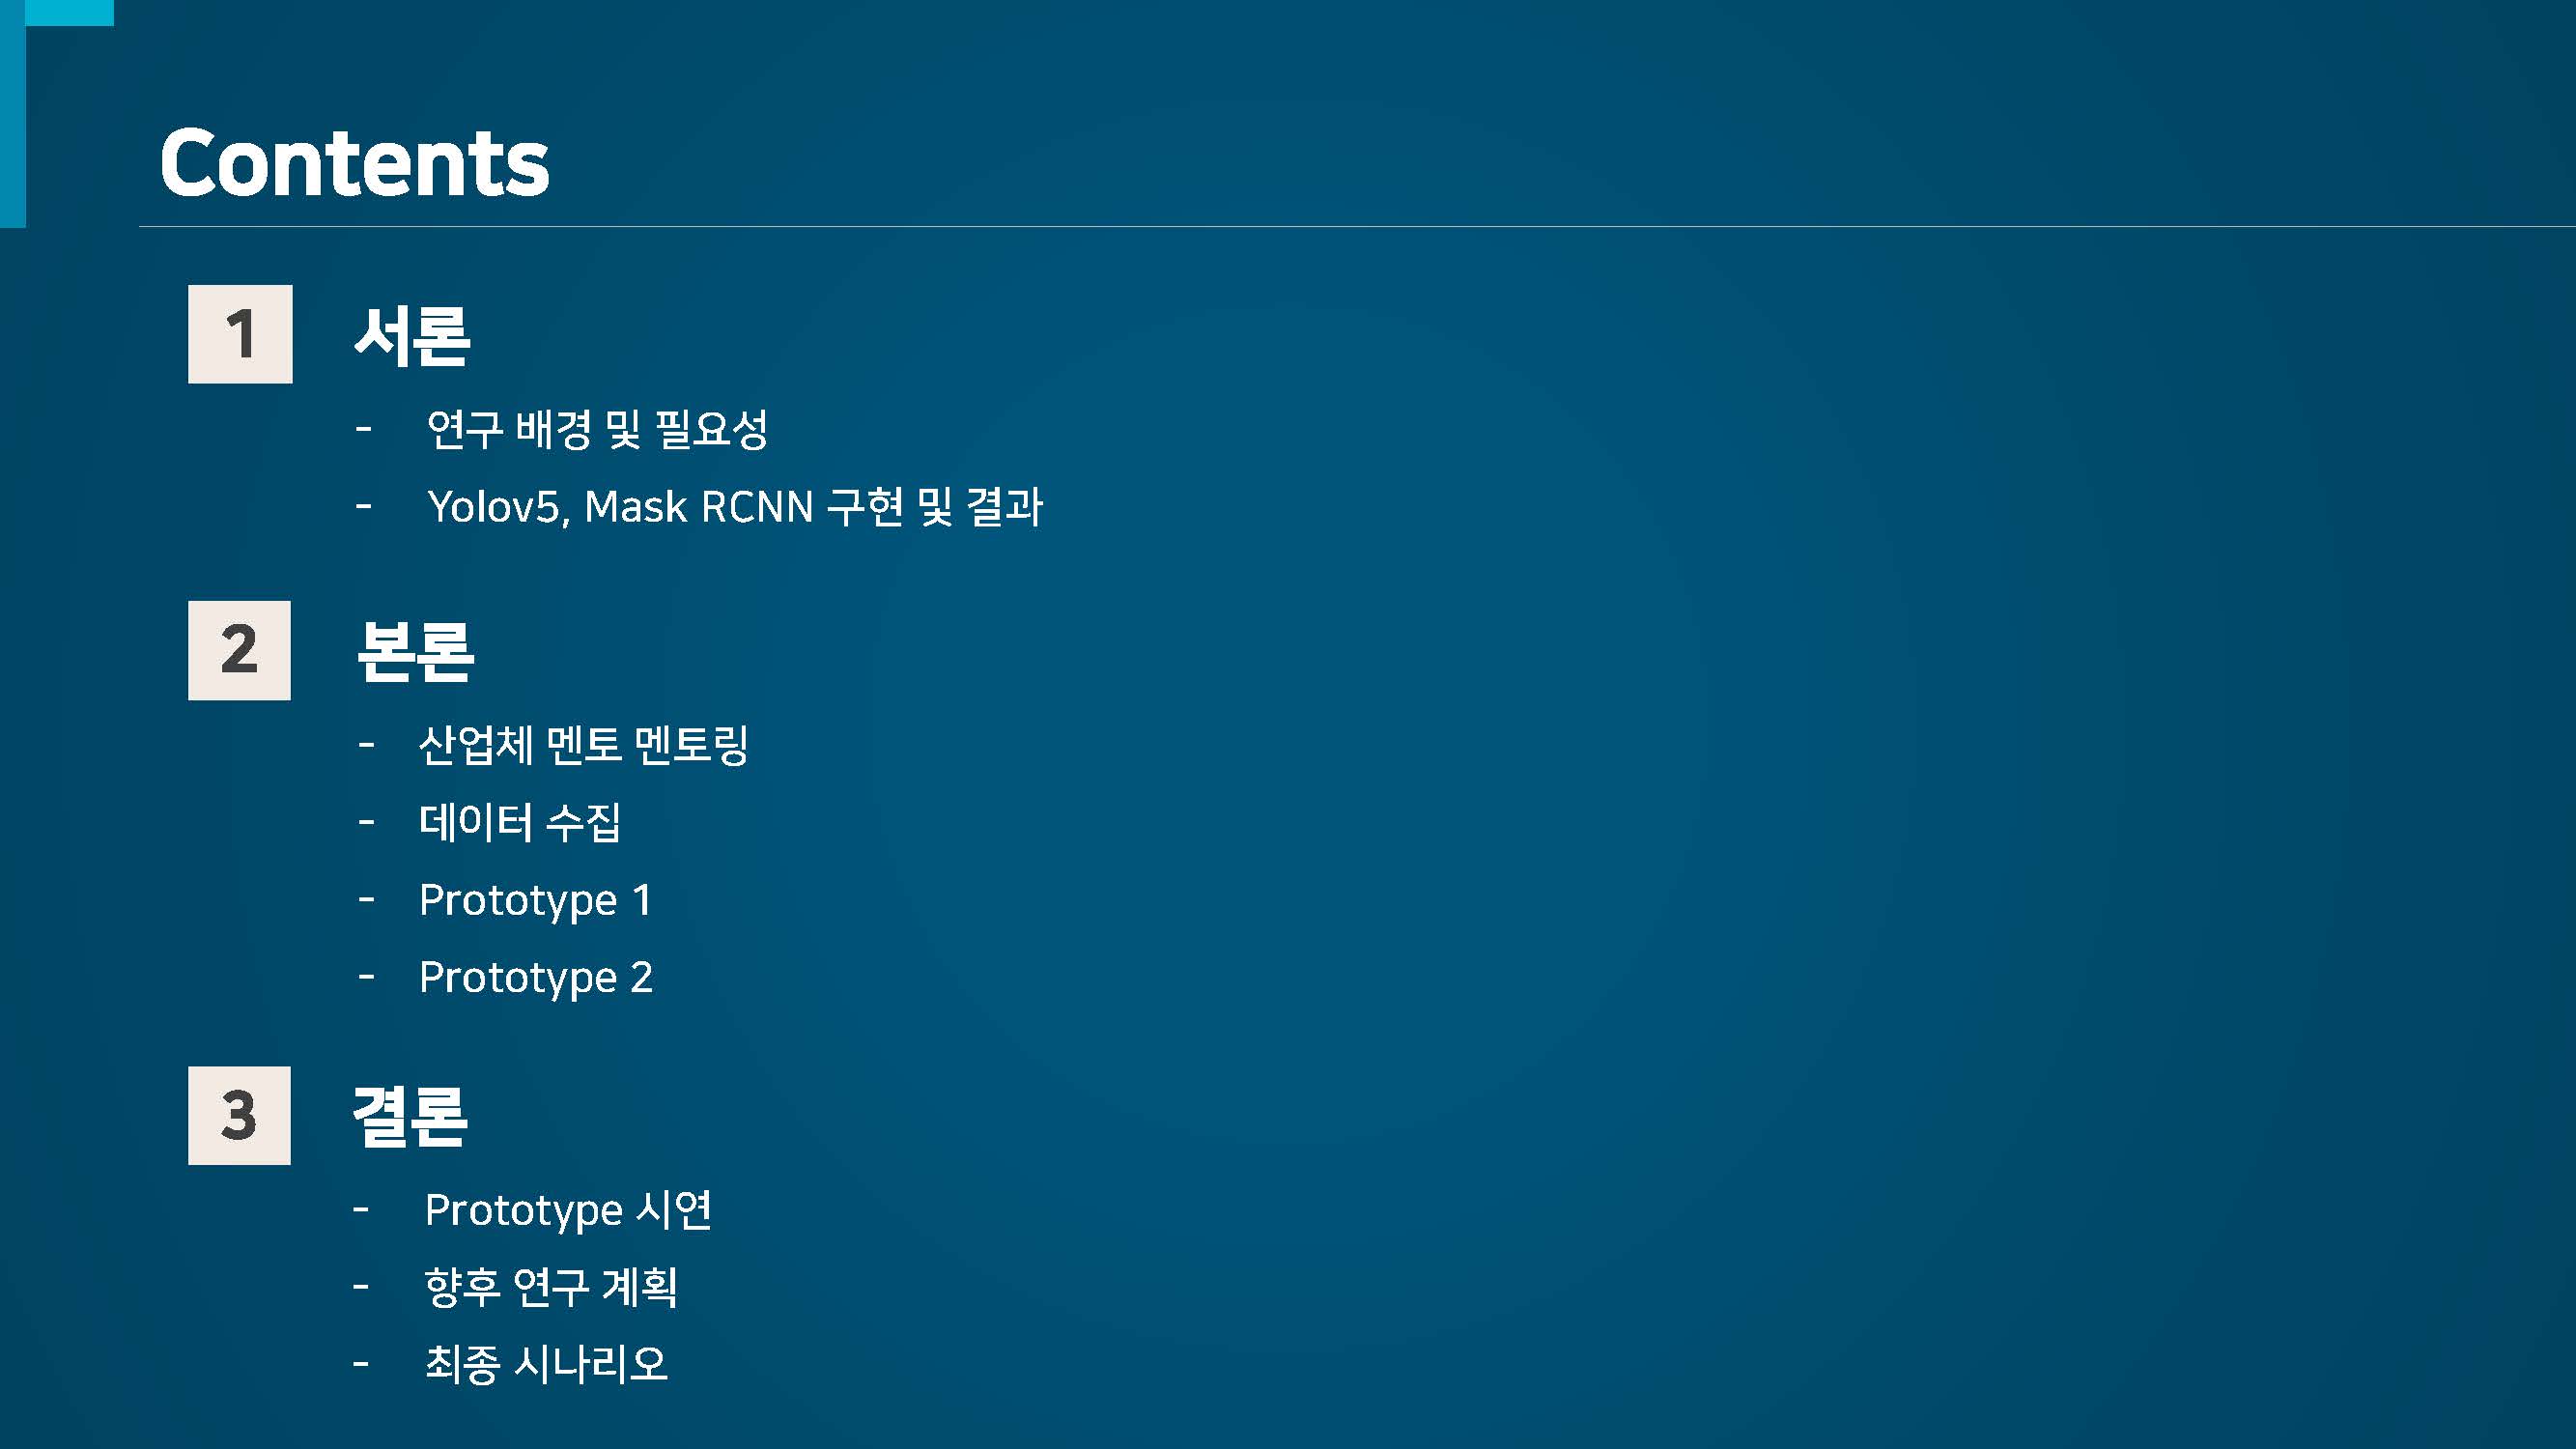 Contents
1 서론
- 연구 배경 및 필요성
- Yolov5, Mask RCNN 구현 및 결과
2 본론
- 산업체 멘토 멘토링
- 데이터 수집
- Prototype 1
- Prototype 2
3 결론
- Prototype 시연
- 향후 연구 계획
- 최종 시나리오